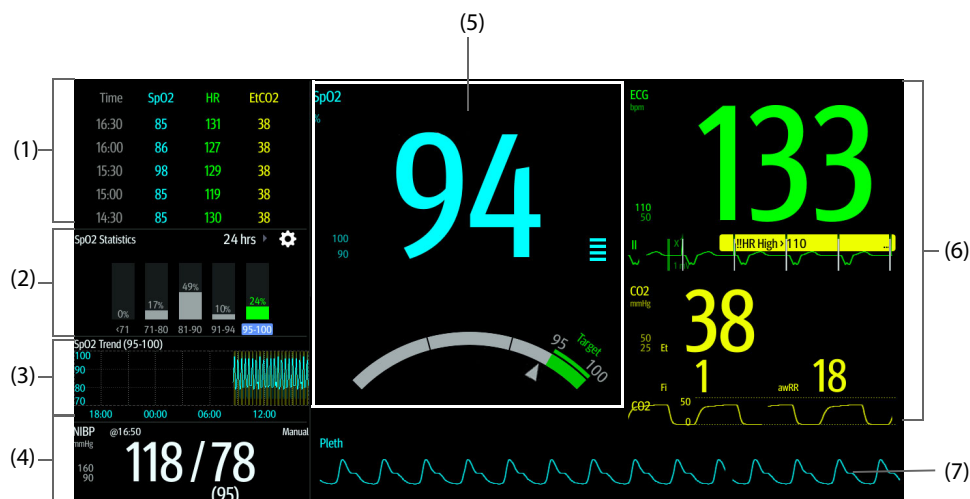 (5)
(1)
Time SpO2 HR EtCO2
16:30 85 131 38
16:00 86 127 38
15:30 98 129 38
15:00 85 119 38
14:30 85 130 38
(2)
SpO2 Statistics 24 hrs
0% 17% 49% 10% 24%
<71 71-80 81-90 91-94 95-100
(3)
SpO2 Trend (95-100)
100
90
80
70
18:00 00:00 06:00 12:00
(4)
NIBP @16:50 Manual
mmHg
160
90
118 / 78
(95)
SpO2
%
94
100
90
95 Target 100
(6)
ECG
bpm
133
110
50
!!HR High > 110 ...
II X1
1 mV
CO2
mmHg
38
50
25 Et
Fi 1 awRR 18
CO2 50
0
Pleth
(7)